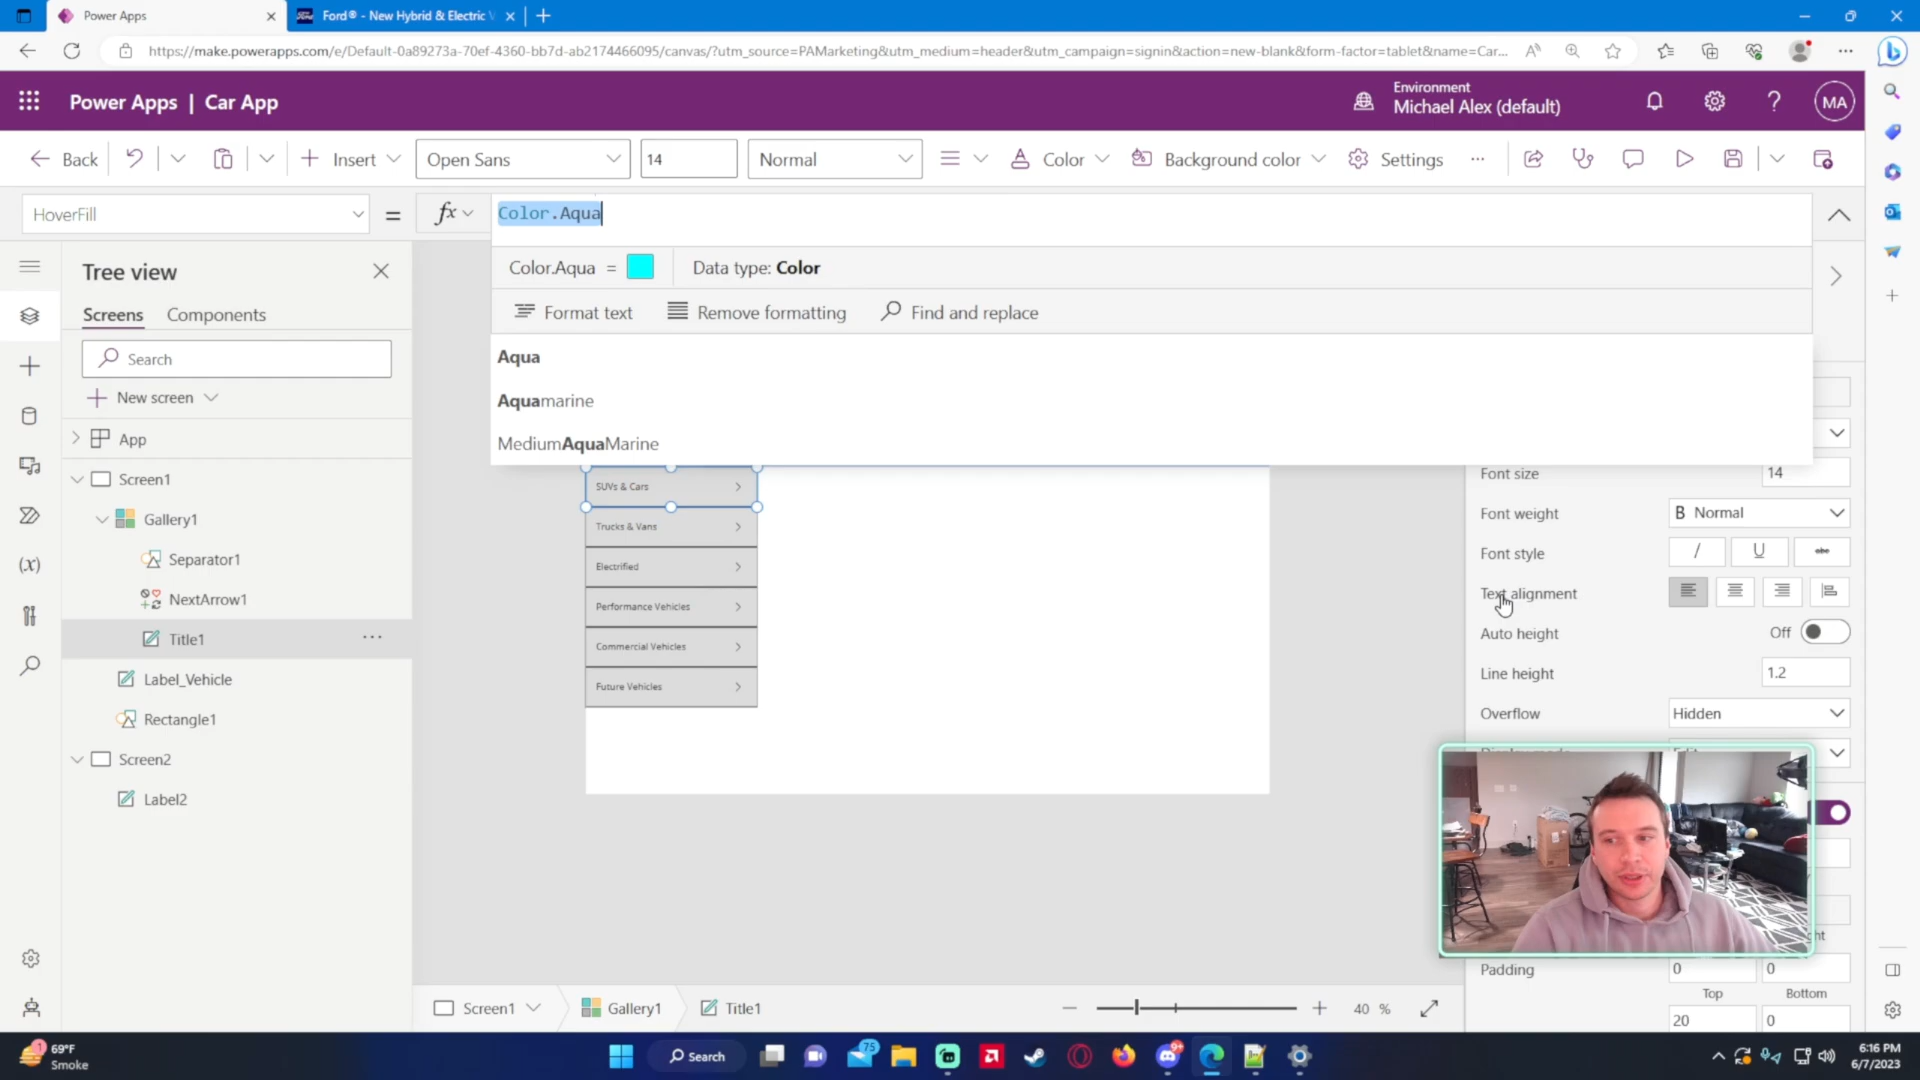 Power Apps
Ford® - New Hybrid & Electric V
https://make.powerapps.com/e/Default-0a89273a-70ef-4360-bb7d-ab2174466095/canvas/?utm_source=PAMarketing&utm_medium=header&utm_campaign=signin&action=new-blank&form-factor=tablet&name=Car...
Power Apps | Car App
Environment
Michael Alex (default)
MA
Back
Insert
Open Sans
14
Normal
Color
Background color
Settings
HoverFill
=
fx
Color.Aqua
Color.Aqua =
Data type: Color
Format text
Remove formatting
Find and replace
Aqua
Aquamarine
MediumAquaMarine
Tree view
Screens
Components
Search
New screen
App
Screen1
Gallery1
Separator1
NextArrow1
Title1
Label_Vehicle
Rectangle1
Screen2
Label2
SUVs & Cars
Trucks & Vans
Electrified
Performance Vehicles
Commercial Vehicles
Future Vehicles
Font size
14
Font weight
B Normal
Font style
/ U abc
Text alignment
Auto height
Off
Line height
1.2
Overflow
Hidden
Padding
0
0
Top
Bottom
20
0
Screen1
Gallery1
Title1
40 %
1
69°F
Smoke
Search
75
9+
6:16 PM
6/7/2023